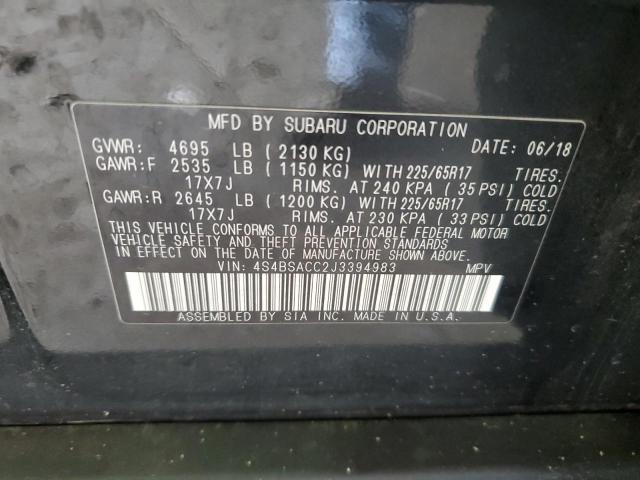 MFD BY SUBARU CORPORATION
GVWR: 4695 LB ( 2130 KG) DATE: 06/18
GAWR:F 2535 LB ( 1150 KG) WITH 225/65R17 TIRES.
17X7J RIMS. AT 240 KPA ( 35 PSI) COLD
GAWR:R 2645 LB ( 1200 KG) WITH 225/65R17 TIRES.
17X7J RIMS. AT 230 KPA ( 33 PSI) COLD
THIS VEHICLE CONFORMS TO ALL APPLICABLE FEDERAL MOTOR
VEHICLE SAFETY AND THEFT PREVENTION STANDARDS
IN EFFECT ON THE DATE OF MANUFACTURE SHOWN ABOVE.
VIN: 4S4BSACC2J3394983 MPV
ASSEMBLED BY SIA INC. MADE IN U.S.A.